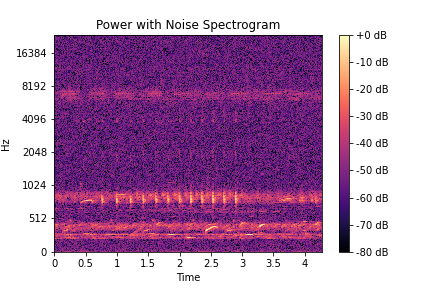 Power with Noise Spectrogram
Hz
16384
8192
4096
2048
1024
512
0
0 0.5 1 1.5 2 2.5 3 3.5 4
Time
+0 dB
-10 dB
-20 dB
-30 dB
-40 dB
-50 dB
-60 dB
-70 dB
-80 dB